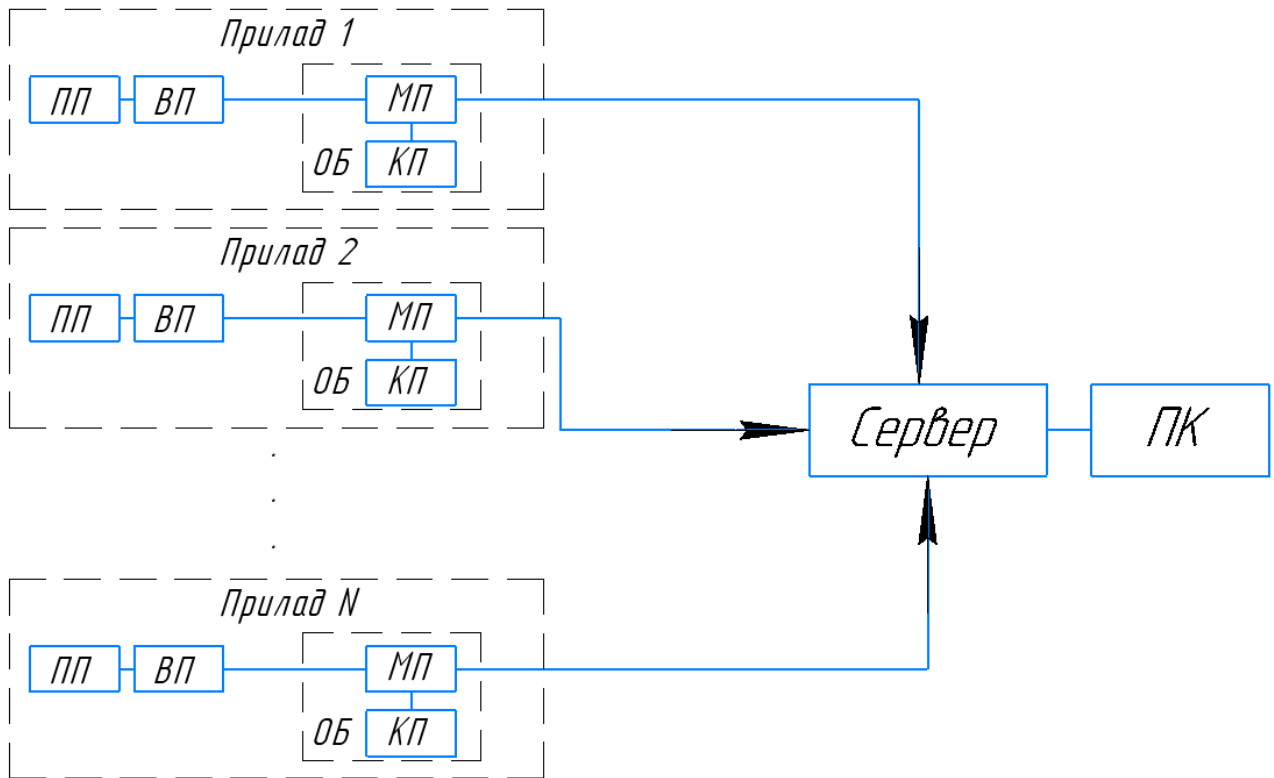 Прилад 1
ПП ВП МП
ОБ КП
Прилад 2
ПП ВП МП
ОБ КП
.
.
.
Сервер ПК
Прилад N
ПП ВП МП
ОБ КП